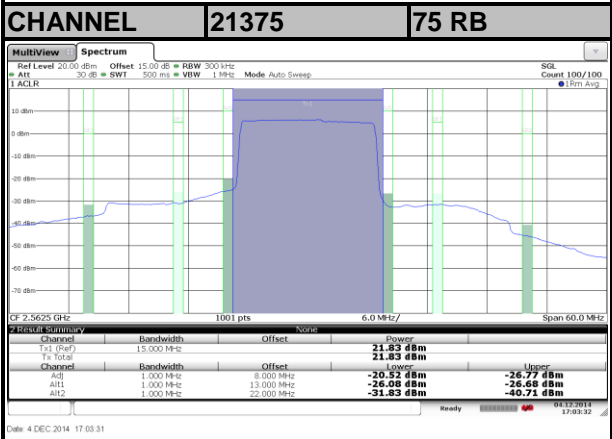 CHANNEL 21375 75 RB
MultiView Spectrum
Ref Level 20.00 dBm Offset 15.00 dB RBW 300 kHz SGL
Att 30 dB SWT 500 ms VBW 1 MHz Mode Auto Sweep Count 100/100
1 ACLR 1Rm Avg
10 dBm
0 dBm
-10 dBm
-20 dBm
-30 dBm
-40 dBm
-50 dBm
-60 dBm
-70 dBm
CF 2.5625 GHz 1001 pts 6.0 MHz/ Span 60.0 MHz
2 Result Summary None
Channel Bandwidth Offset Power
Tx1 (Ref) 15.000 MHz 21.83 dBm
Tx Total 21.83 dBm
Channel Bandwidth Offset Lower Upper
Adj 1.000 MHz 8.000 MHz -20.52 dBm -26.77 dBm
Alt1 1.000 MHz 13.000 MHz -26.08 dBm -26.68 dBm
Alt2 1.000 MHz 22.000 MHz -31.83 dBm -40.71 dBm
Ready 04.12.2014
17:03:32
Date: 4.DEC.2014 17:03:31